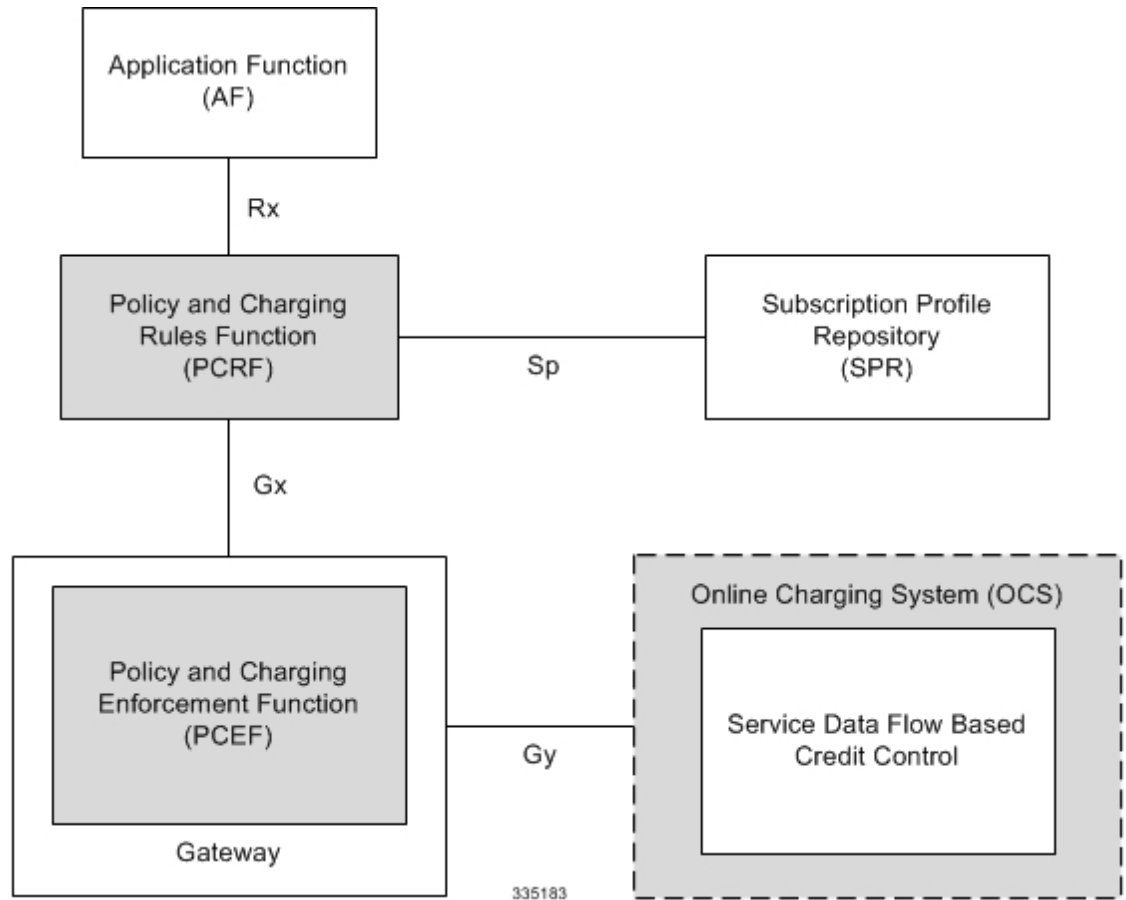 Application Function
(AF)
Rx
Policy and Charging
Rules Function
(PCRF)
Sp
Subscription Profile
Repository
(SPR)
Gx
Online Charging System (OCS)
Policy and Charging
Enforcement Function
(PCEF)
Gy
Service Data Flow Based
Credit Control
Gateway
335183